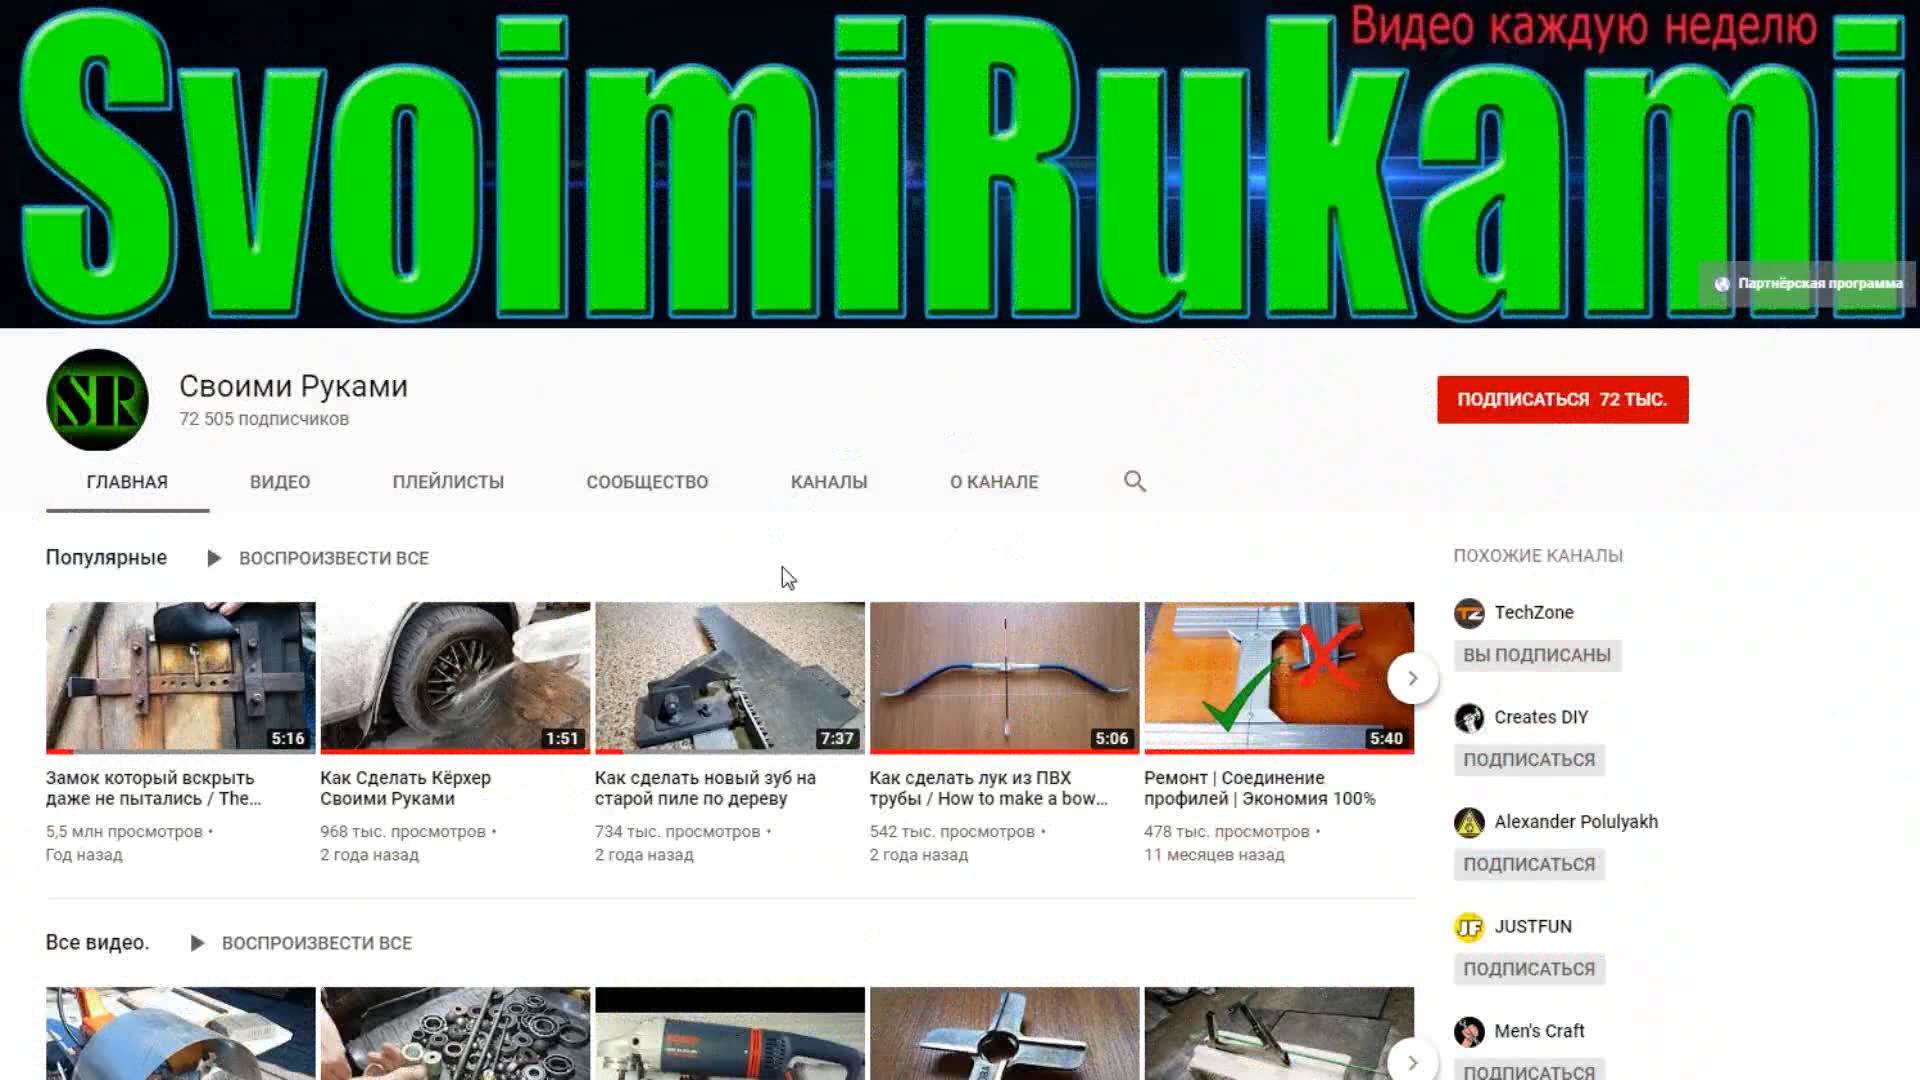 Видео каждую неделю
SvoimiRukami
Партнёрская программа
SR
Своими Руками
72 505 подписчиков
ПОДПИСАТЬСЯ 72 ТЫС.
ГЛАВНАЯ
ВИДЕО
ПЛЕЙЛИСТЫ
СООБЩЕСТВО
КАНАЛЫ
О КАНАЛЕ
Популярные
ВОСПРОИЗВЕСТИ ВСЕ
5:16
1:51
7:37
5:06
5:40
Замок который вскрыть
даже не пытались / The...
5,5 млн просмотров •
Год назад
Как Сделать Кёрхер
Своими Руками
968 тыс. просмотров •
2 года назад
Как сделать новый зуб на
старой пиле по дереву
734 тыс. просмотров •
2 года назад
Как сделать лук из ПВХ
трубы / How to make a bow...
542 тыс. просмотров •
2 года назад
Ремонт | Соединение
профилей | Экономия 100%
478 тыс. просмотров •
11 месяцев назад
Все видео.
ВОСПРОИЗВЕСТИ ВСЕ
ПОХОЖИЕ КАНАЛЫ
TZ
TechZone
ВЫ ПОДПИСАНЫ
Creates DIY
ПОДПИСАТЬСЯ
Alexander Polulyakh
ПОДПИСАТЬСЯ
JF
JUSTFUN
ПОДПИСАТЬСЯ
Men's Craft
ПОДПИСАТЬСЯ